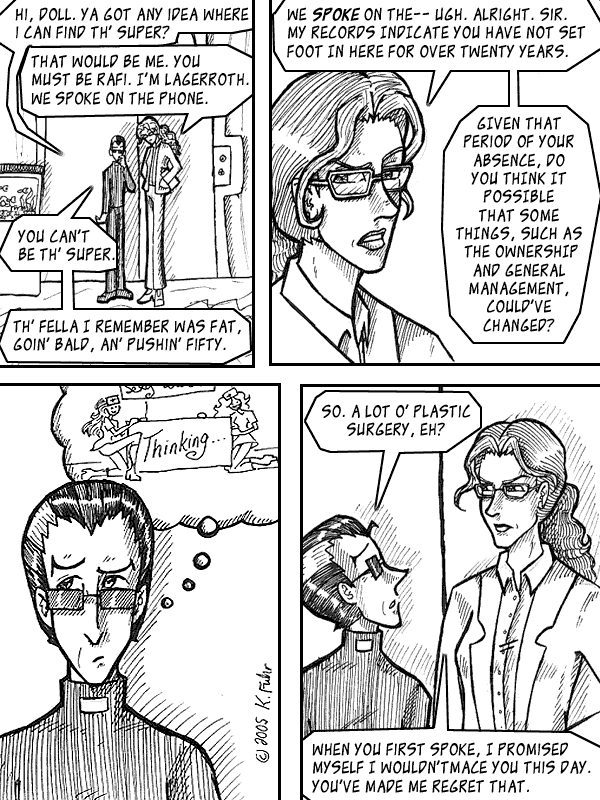 HI, DOLL. YA GOT ANY IDEA WHERE
I CAN FIND TH' SUPER?
THAT WOULD BE ME. YOU
MUST BE RAFI. I'M LAGERROTH.
WE SPOKE ON THE PHONE.
YOU CAN'T
BE TH' SUPER.
TH' FELLA I REMEMBER WAS FAT,
GOIN' BALD, AN' PUSHIN' FIFTY.
WE SPOKE ON THE-- UGH. ALRIGHT. SIR.
MY RECORDS INDICATE YOU HAVE NOT SET
FOOT IN HERE FOR OVER TWENTY YEARS.
GIVEN THAT
PERIOD OF YOUR
ABSENCE, DO
YOU THINK IT
POSSIBLE
THAT SOME
THINGS, SUCH AS
THE OWNERSHIP
AND GENERAL
MANAGEMENT,
COULD'VE
CHANGED?
Thinking...
© 2005 K. Fuhr
SO. A LOT O' PLASTIC
SURGERY, EH?
WHEN YOU FIRST SPOKE, I PROMISED
MYSELF I WOULDN'TMACE YOU THIS DAY.
YOU'VE MADE ME REGRET THAT.